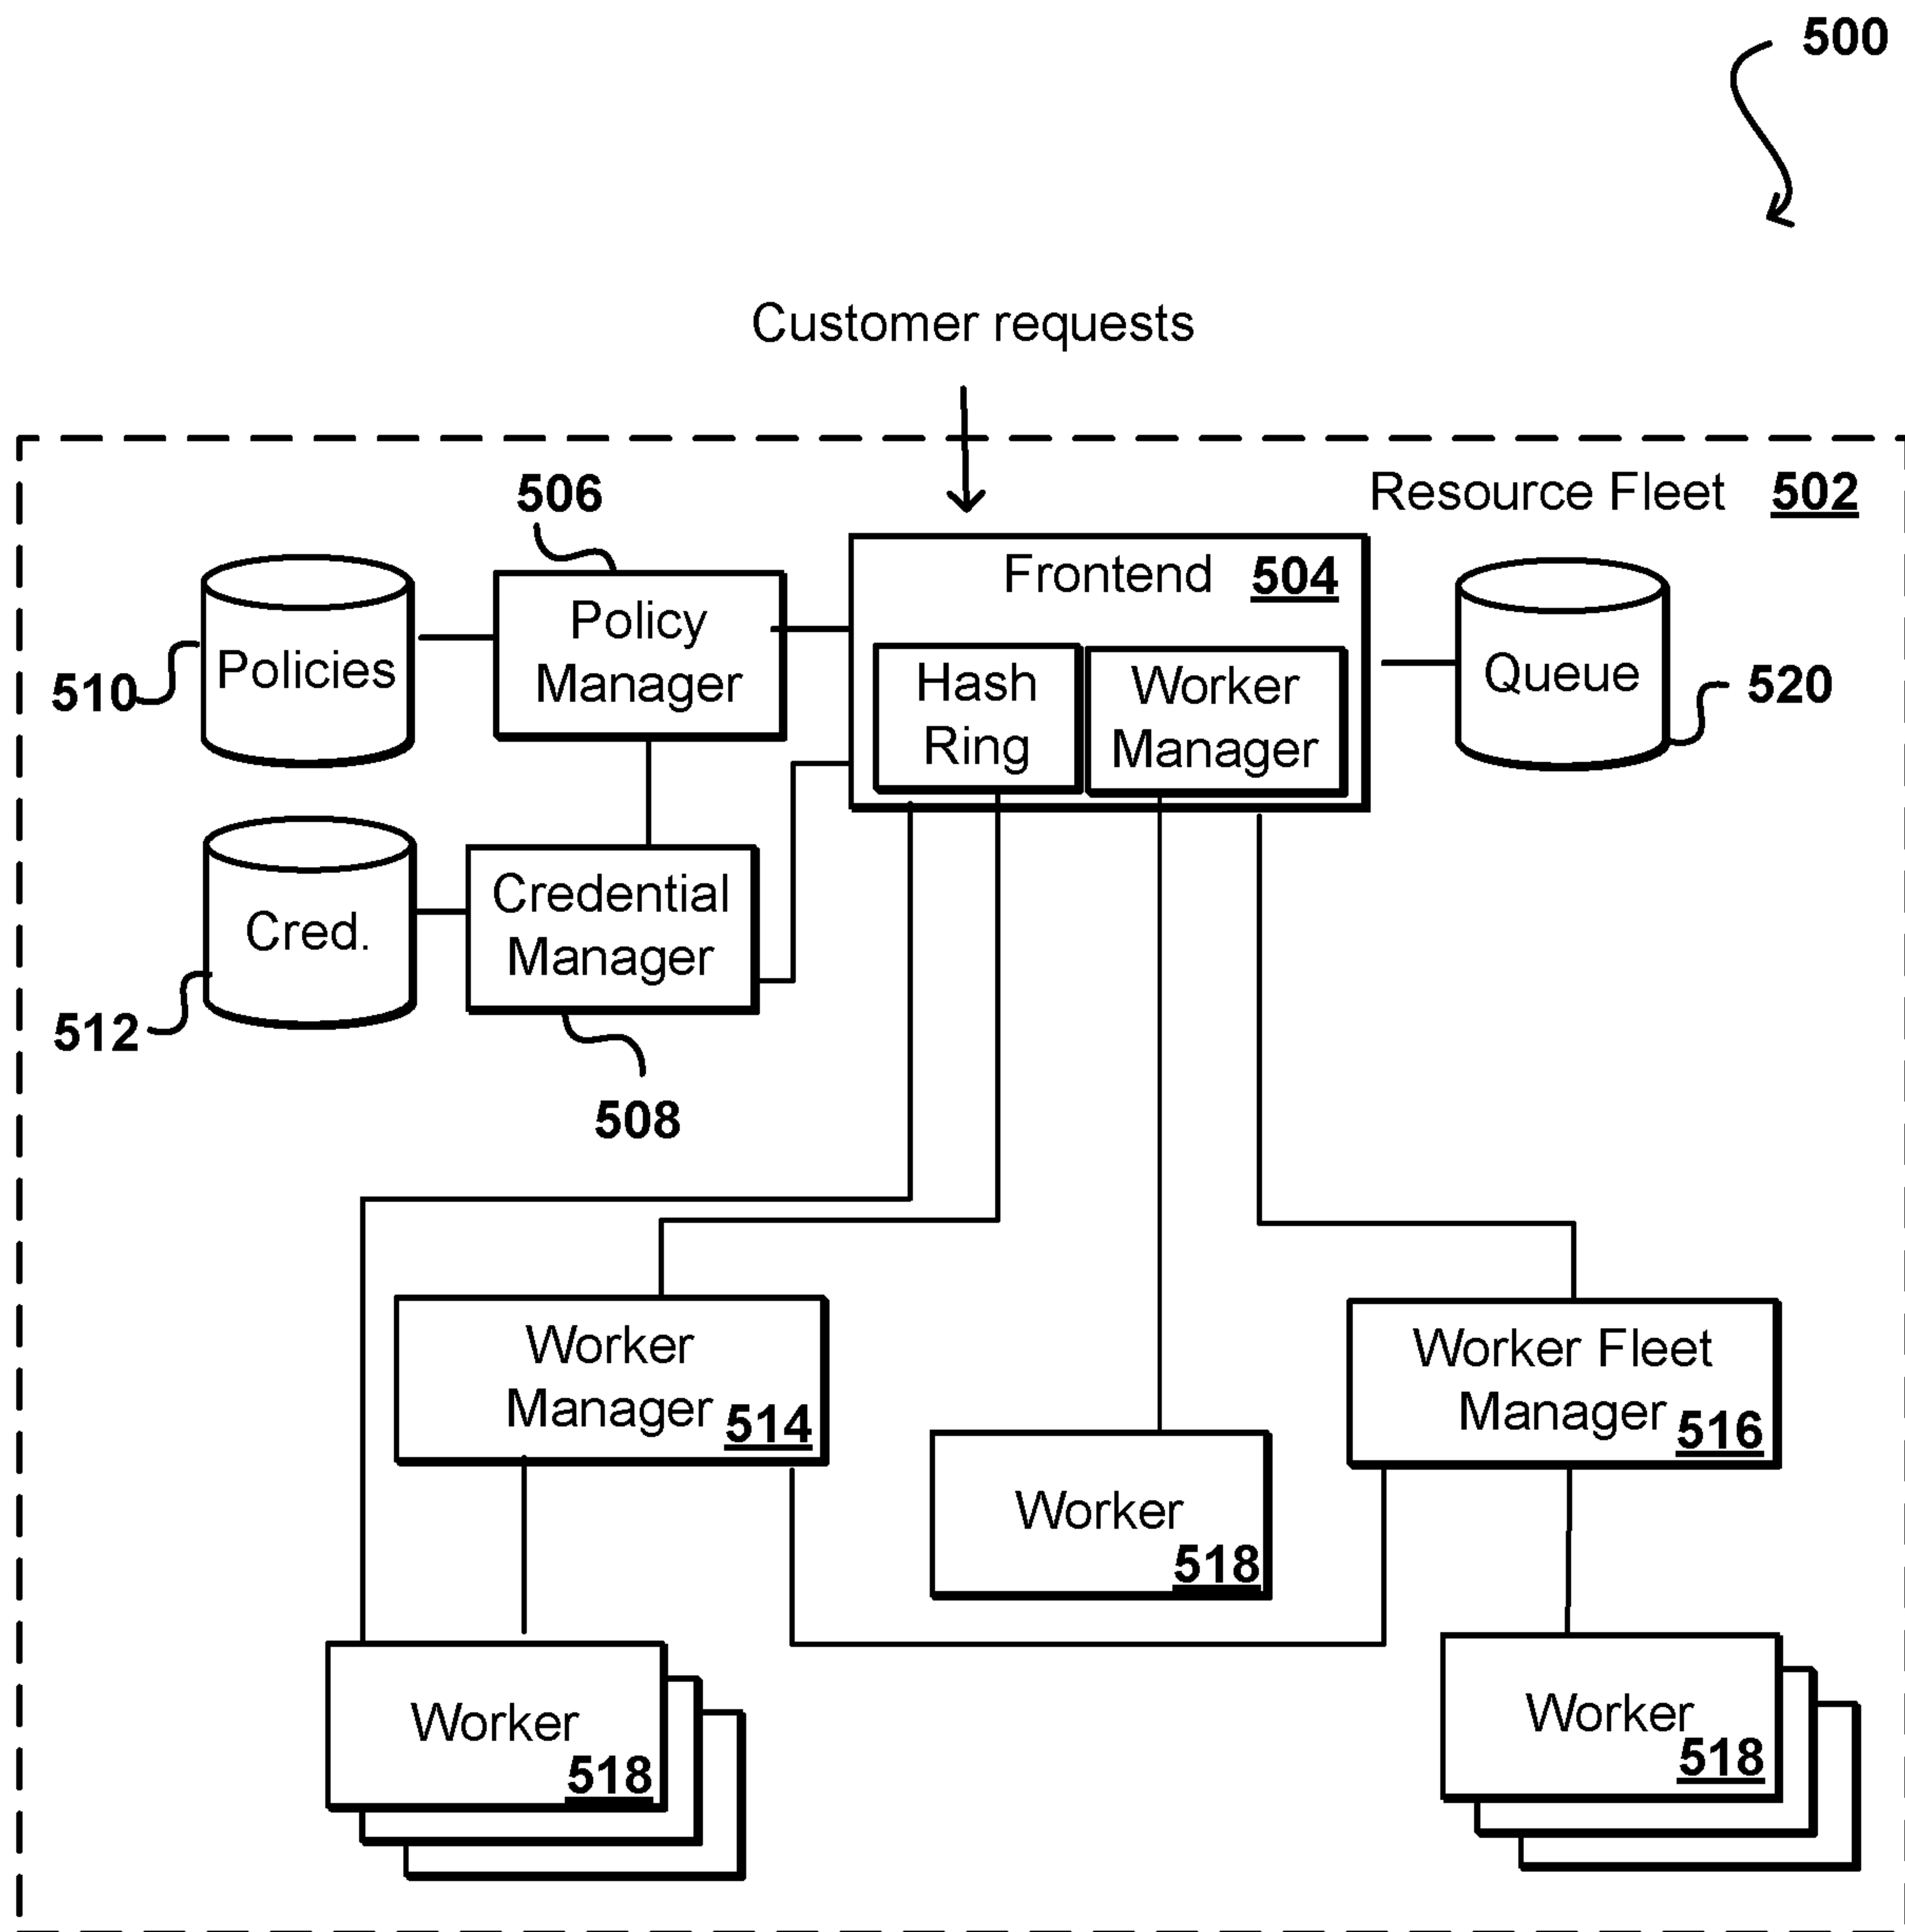 500
Customer requests
Resource Fleet 502
506
Frontend 504
Policies
510
Policy
Manager
Hash
Ring
Worker
Manager
Queue
520
Cred.
512
Credential
Manager
508
Worker
Manager 514
Worker Fleet
Manager 516
Worker
518
Worker
518
Worker
518